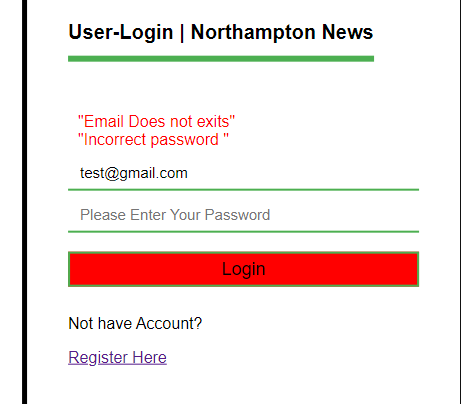 User-Login | Northampton News
"Email Does not exits"
"Incorrect password "
test@gmail.com
Please Enter Your Password
Login
Not have Account?
Register Here